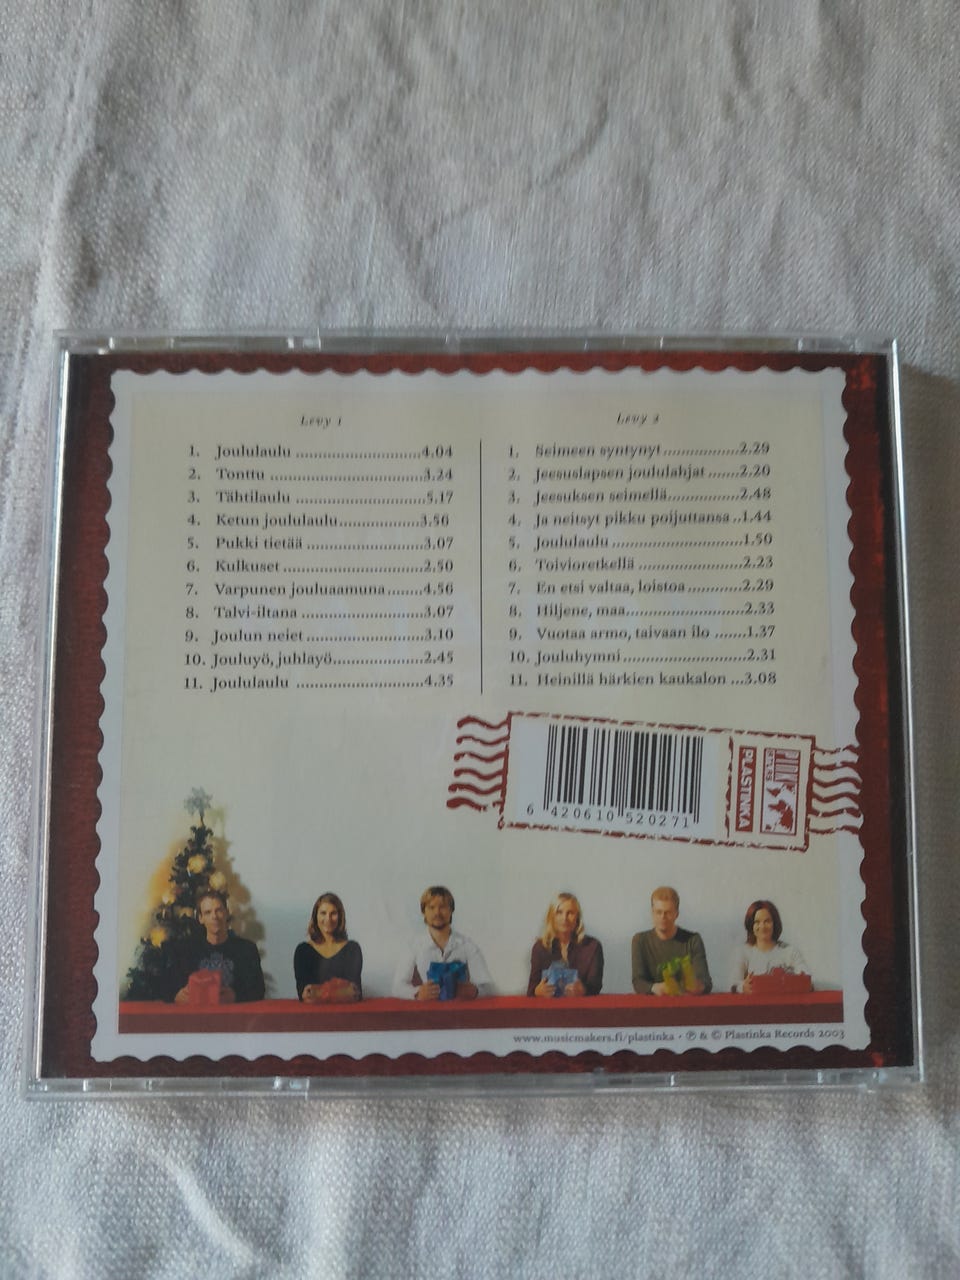 Levy 1
1. Joululaulu ..............................4.04
2. Tonttu ....................................3.24
3. Tähtilaulu ................................5.17
4. Ketun joululaulu....................3.56
5. Pukki tietää ............................3.07
6. Kulkuset ..................................2.50
7. Varpunen jouluaamuna.........4.56
8. Talvi-iltana ..............................3.07
9. Joulun neiet ............................3.10
10. Jouluyö, juhlayö......................2.45
11. Joululaulu ..............................4.35
Levy 2
1. Seimeen syntynyt...................2.29
2. Jeesuslapsen joululahjat .......2.20
3. Jeesuksen seimellä..................2.48
4. Ja neitsyt pikku poijuttansa ..1.44
5. Joululaulu ...............................1.50
6. Toivioretkellä .........................2.23
7. En etsi valtaa, loistoa .............2.29
8. Hiljene, maa............................2.33
9. Vuotaa armo, taivaan ilo .......1.37
10. Jouluhymni.............................2.31
11. Heinillä härkien kaukalon ...3.08
6 420610 520271
PLASTINKA
www.musicmakers.fi/plastinka · ℗ & © Plastinka Records 2003